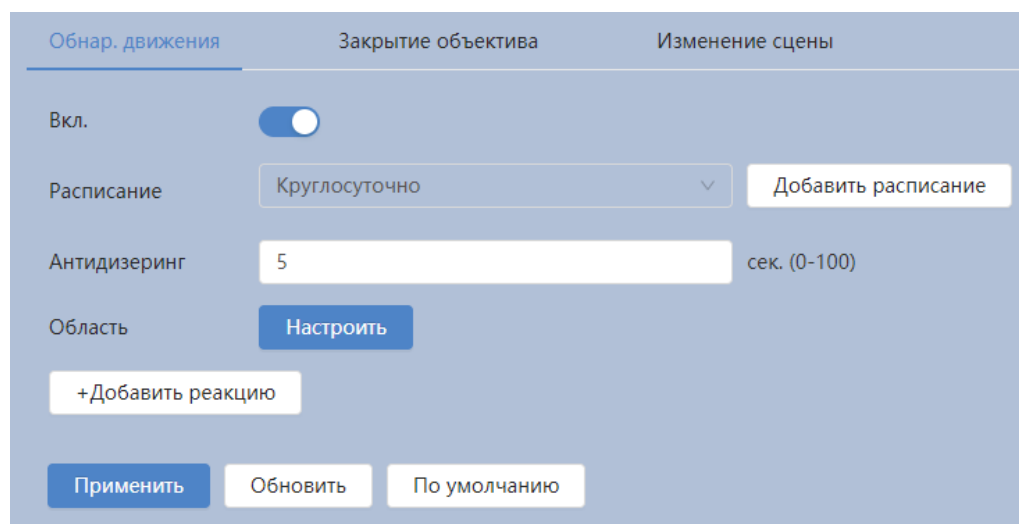 Обнар. движения Закрытие объектива Изменение сцены
Вкл.
Расписание Круглосуточно Добавить расписание
Антидизеринг 5 сек. (0-100)
Область Настроить
+Добавить реакцию
Применить Обновить По умолчанию